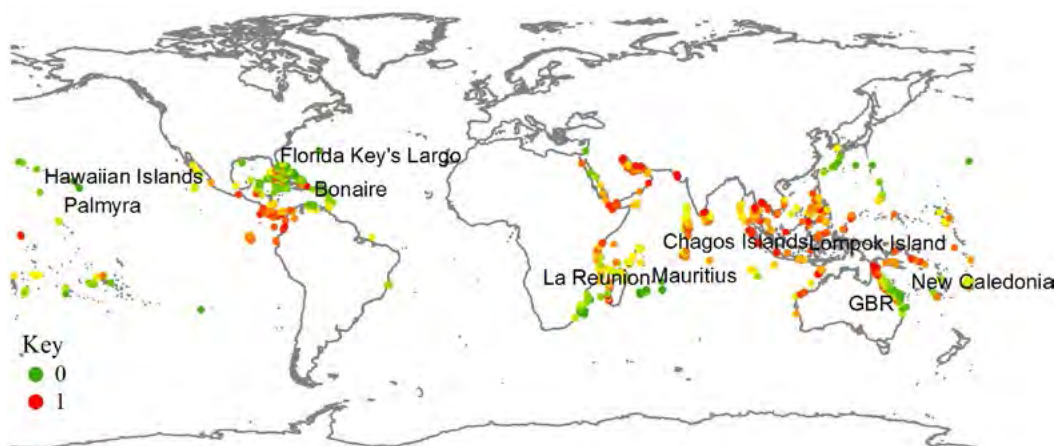 Florida Key's Largo
Hawaiian Islands
Bonaire
Palmyra
Chagos Islands
Lompok Island
La Reunion
Mauritius
New Caledonia
GBR
Key
0
1